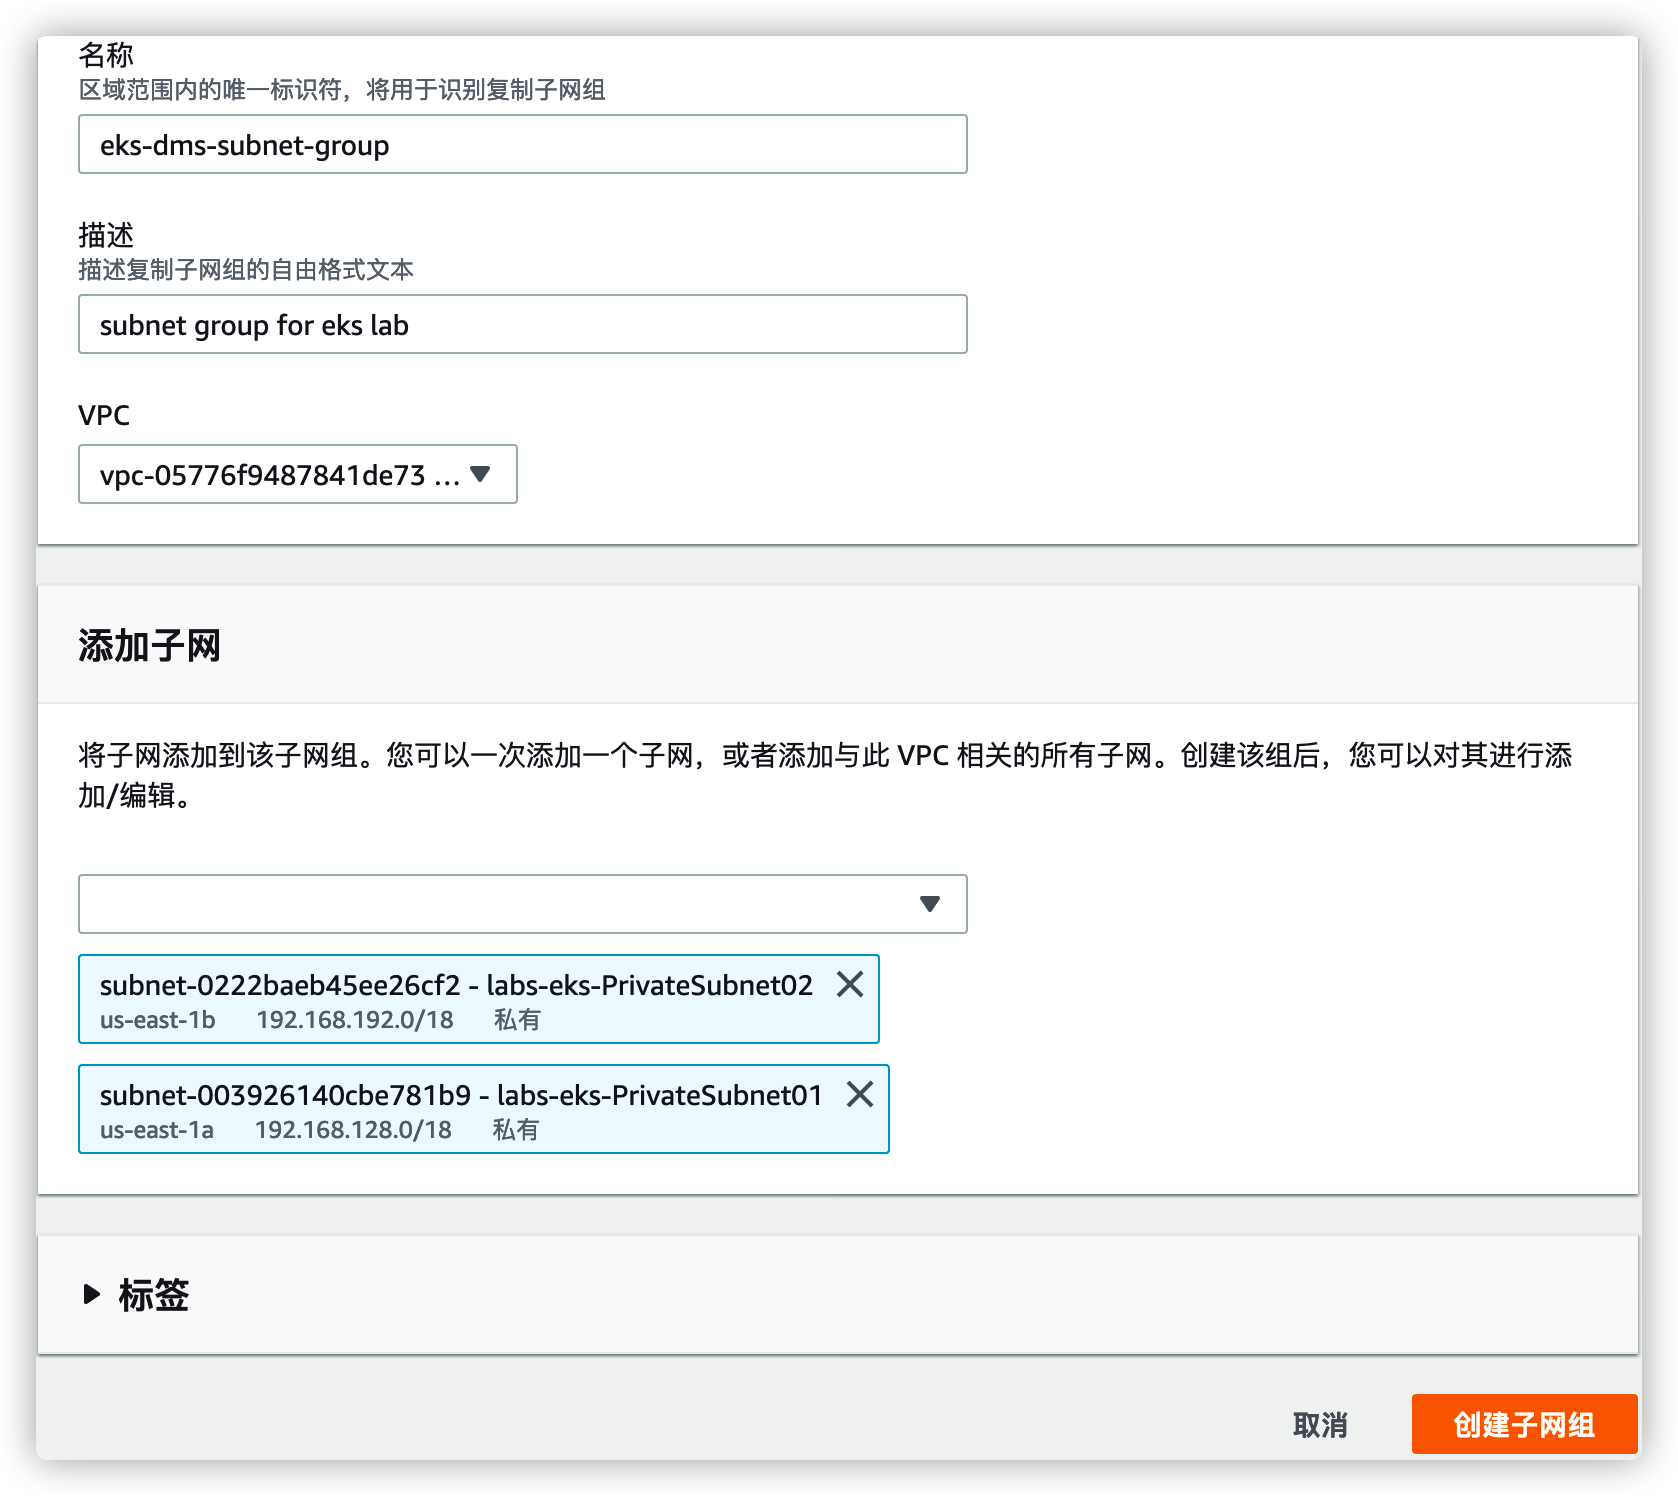 名称
区域范围内的唯一标识符，将用于识别复制子网组
eks-dms-subnet-group
描述
描述复制子网组的自由格式文本
subnet group for eks lab
VPC
vpc-05776f9487841de73 ...
添加子网
将子网添加到该子网组。您可以一次添加一个子网，或者添加与此 VPC 相关的所有子网。创建该组后，您可以对其进行添
加/编辑。
subnet-0222baeb45ee26cf2 - labs-eks-PrivateSubnet02
us-east-1b 192.168.192.0/18 私有
subnet-003926140cbe781b9 - labs-eks-PrivateSubnet01
us-east-1a 192.168.128.0/18 私有
标签
取消 创建子网组